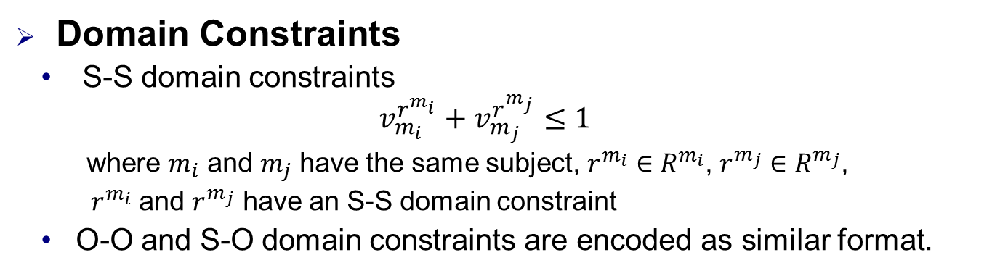 ➢ Domain Constraints
• S-S domain constraints
$v_{m_i}^{r^{m_i}} + v_{m_j}^{r^{m_j}} \leq 1$
where $m_i$ and $m_j$ have the same subject, $r^{m_i} \in R^{m_i}$, $r^{m_j} \in R^{m_j}$,
$r^{m_i}$ and $r^{m_j}$ have an S-S domain constraint
• O-O and S-O domain constraints are encoded as similar format.